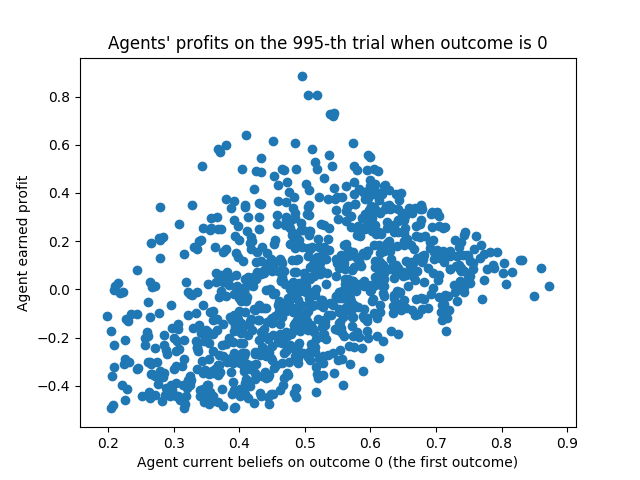 Agents' profits on the 995-th trial when outcome is 0
Agent earned profit
0.8
0.6
0.4
0.2
0.0
−0.2
−0.4
0.2 0.3 0.4 0.5 0.6 0.7 0.8 0.9
Agent current beliefs on outcome 0 (the first outcome)